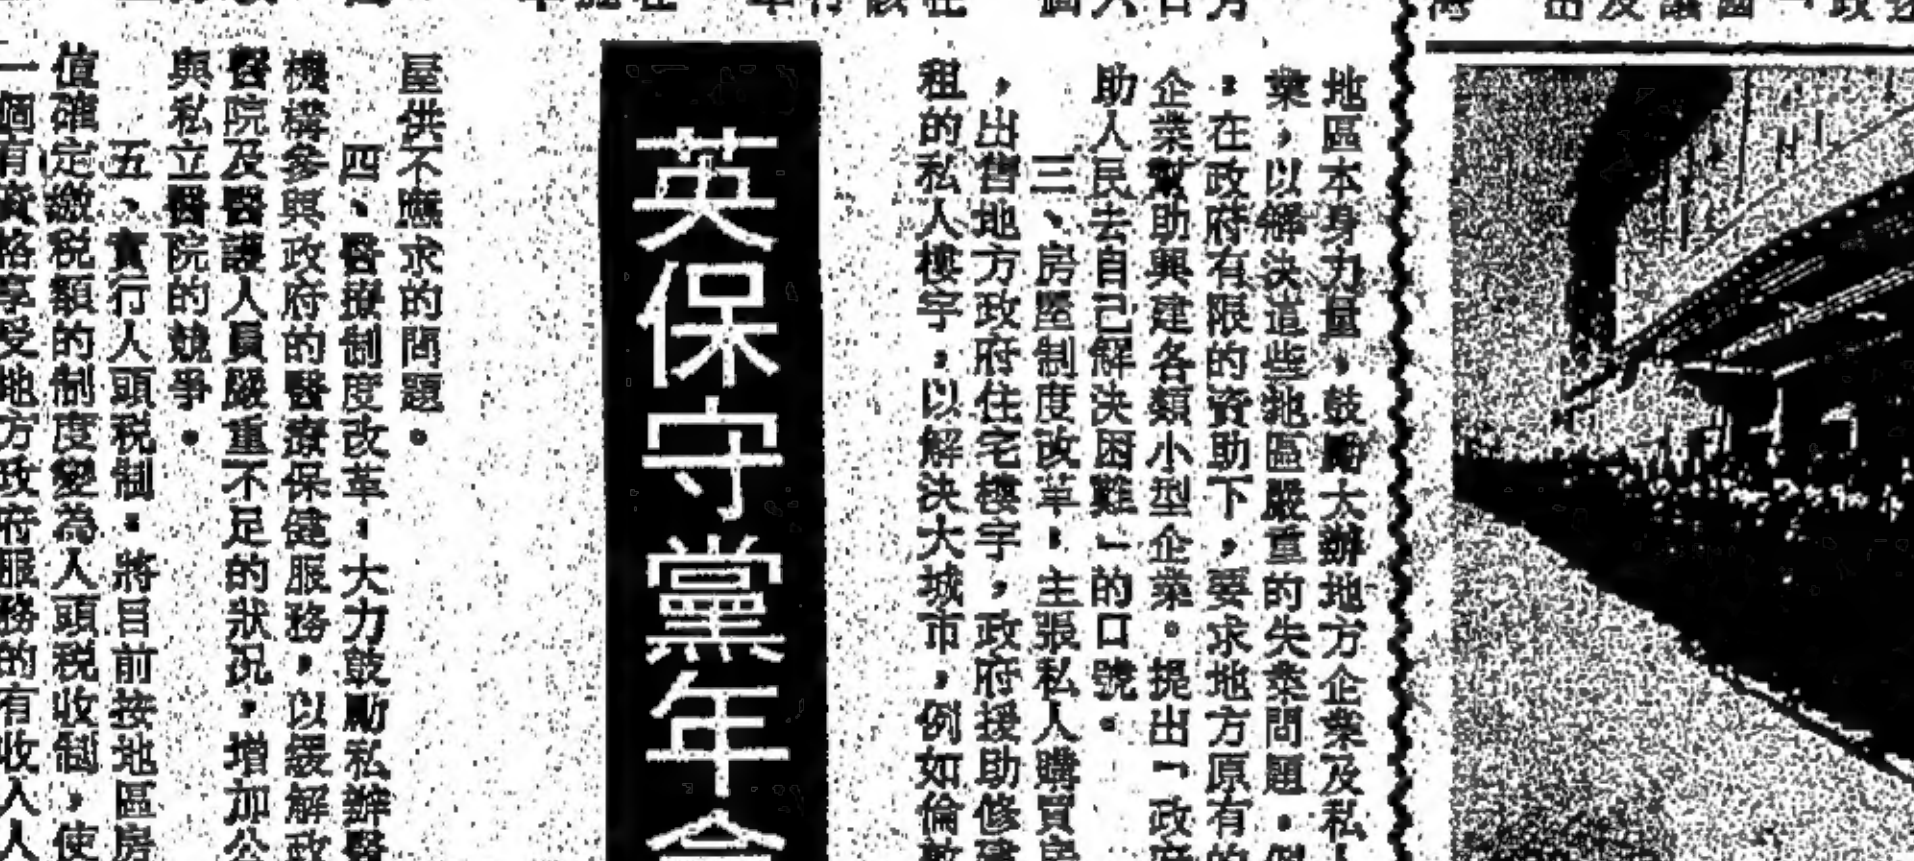 地區本身力量，鼓勵大辦地方企業及私
業，以解決這些地區嚴重的失業問題。例
：在政府有限的資助下，要求地方原有的
企業幫助興建各類小型企業。提出「政府
助人民去自己解決困難」的口號。
三、房屋制度改革：主張私人購買房
，出售地方政府住宅樓宇，政府援助修建
租的私人樓宇：以解決大城市，例如倫敦
英保守黨年會
屋供不應求的問題。
四、醫療制度改革：大力鼓勵私辦醫
機構參與政府的醫療保健服務，以緩解政
醫院及醫護人員嚴重不足的狀況，增加公
與私立醫院的競爭。
五、實行人頭税制：將目前按地區房
值確定繳税額的制度變為人頭税收制，使
一個有資格享受地方政府服務的有收入人